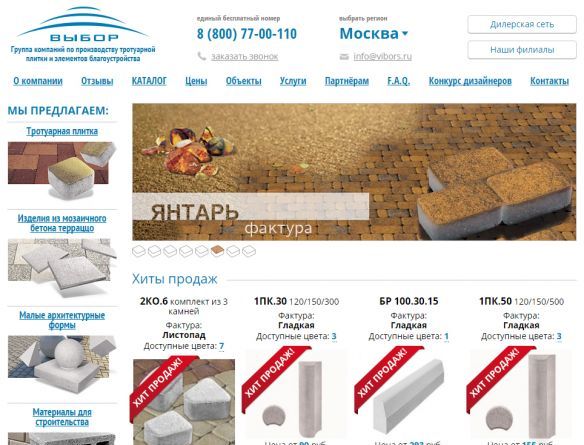 ВЫБОР
Группа компаний по производству тротуарной
плитки и элементов благоустройства
единый бесплатный номер
8 (800) 77-00-110
заказать звонок
выбрать регион
Москва
info@vibors.ru
Дилерская сеть
Наши филиалы
О компании Отзывы КАТАЛОГ Цены Объекты Услуги Партнёрам F.A.Q. Конкурс дизайнеров Контакты
МЫ ПРЕДЛАГАЕМ:
Тротуарная плитка
Изделия из мозаичного
бетона терраццо
Малые архитектурные
формы
Материалы для
строительства
ЯНТАРЬ
фактура
Хиты продаж
2КО.6 комплект из 3
камней
Фактура:
Листопад
Доступные цвета: 7
ХИТ ПРОДАЖ!
1ПК.30 120/150/300
Фактура:
Гладкая
Доступные цвета: 3
ХИТ ПРОДАЖ!
Цена от 90 руб.
БР 100.30.15
Фактура:
Гладкая
Доступные цвета: 1
ХИТ ПРОДАЖ!
Цена от 293 руб.
1ПК.50 120/150/500
Фактура:
Гладкая
Доступные цвета: 3
ХИТ ПРОДАЖ!
Цена от 155 руб.